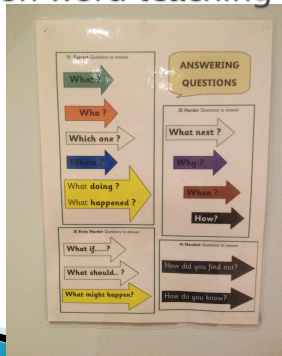 word teaching
ANSWERING
QUESTIONS
1) Easiest Questions to answer
What ?
Who ?
Which one ?
Where ?
What doing ?
What happened ?
2) Harder Questions to answer
What next ?
Why ?
When ?
How?
3) Even Harder Questions to answer
What if.....?
What should.. ?
What might happen?
4) Hardest Questions to answer
How did you find out?
How do you know?